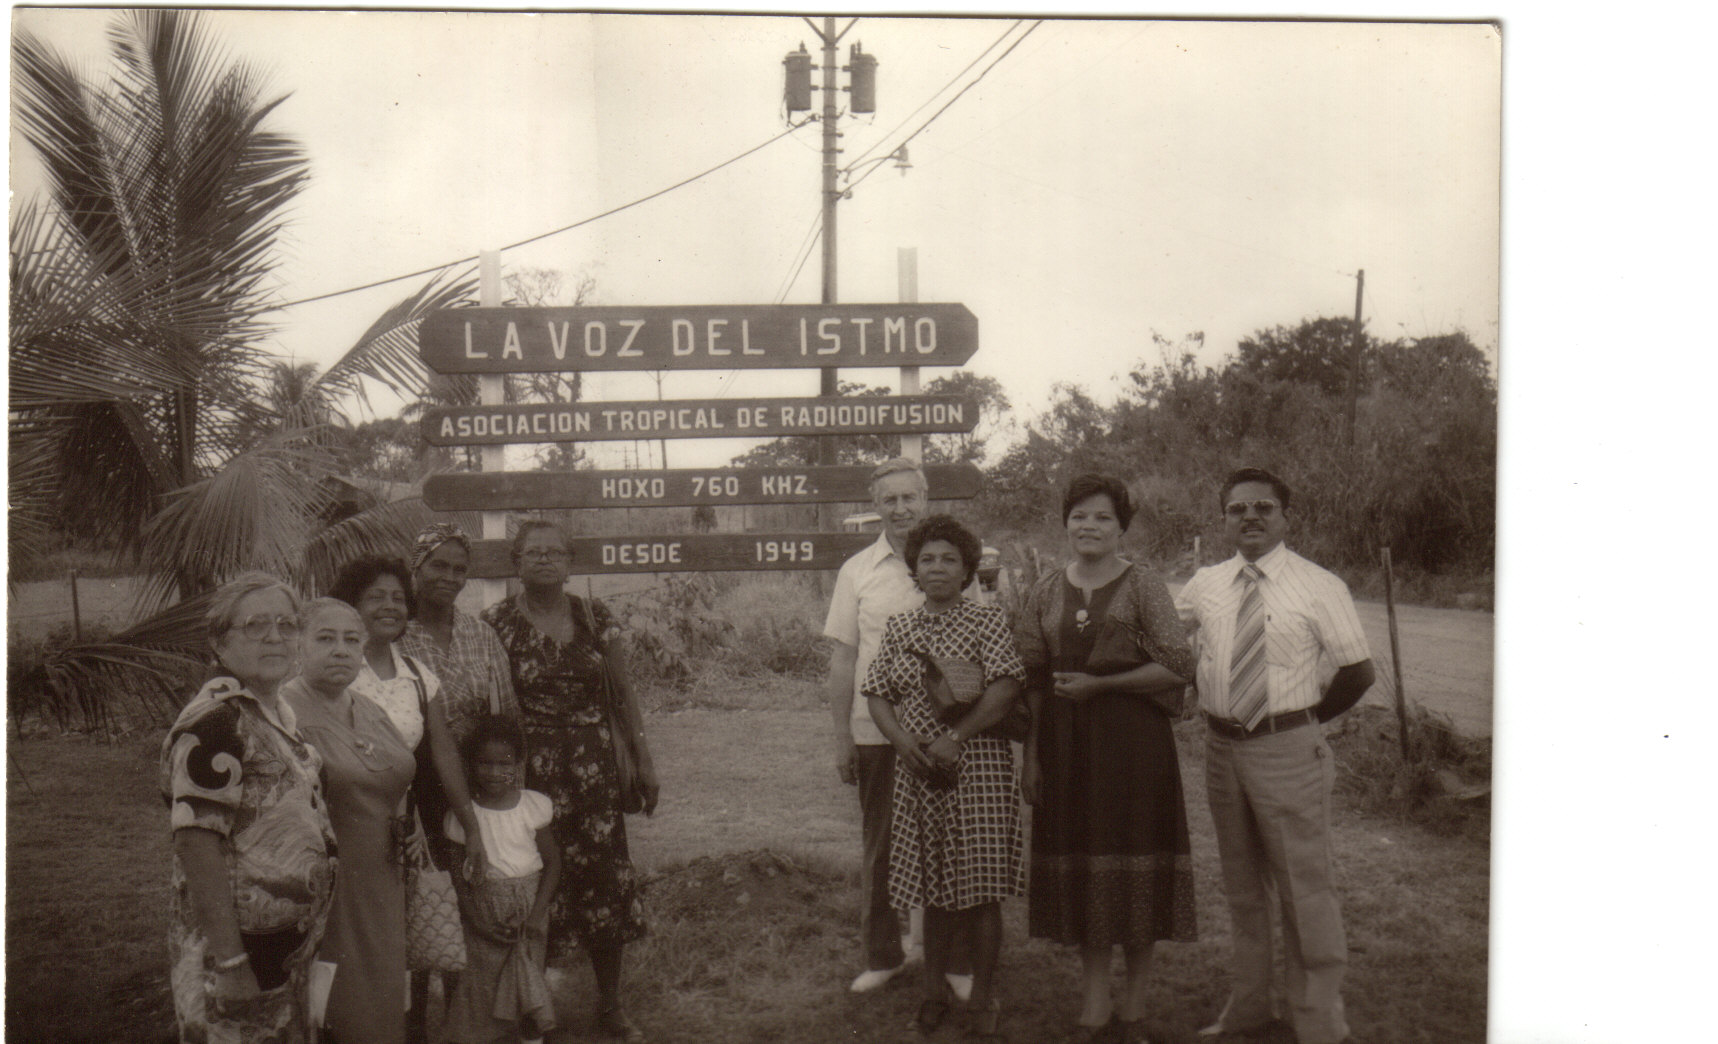 LA VOZ DEL ISTMO
ASOCIACION TROPICAL DE RADIODIFUSION
HOXO 760 KHZ.
DESDE 1949